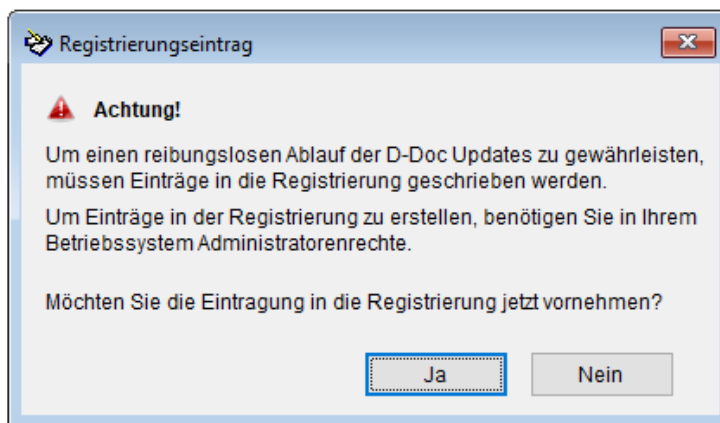 Registrierungseintrag
Achtung!
Um einen reibungslosen Ablauf der D-Doc Updates zu gewährleisten,
müssen Einträge in die Registrierung geschrieben werden.
Um Einträge in der Registrierung zu erstellen, benötigen Sie in Ihrem
Betriebssystem Administratorenrechte.
Möchten Sie die Eintragung in die Registrierung jetzt vornehmen?
Ja
Nein